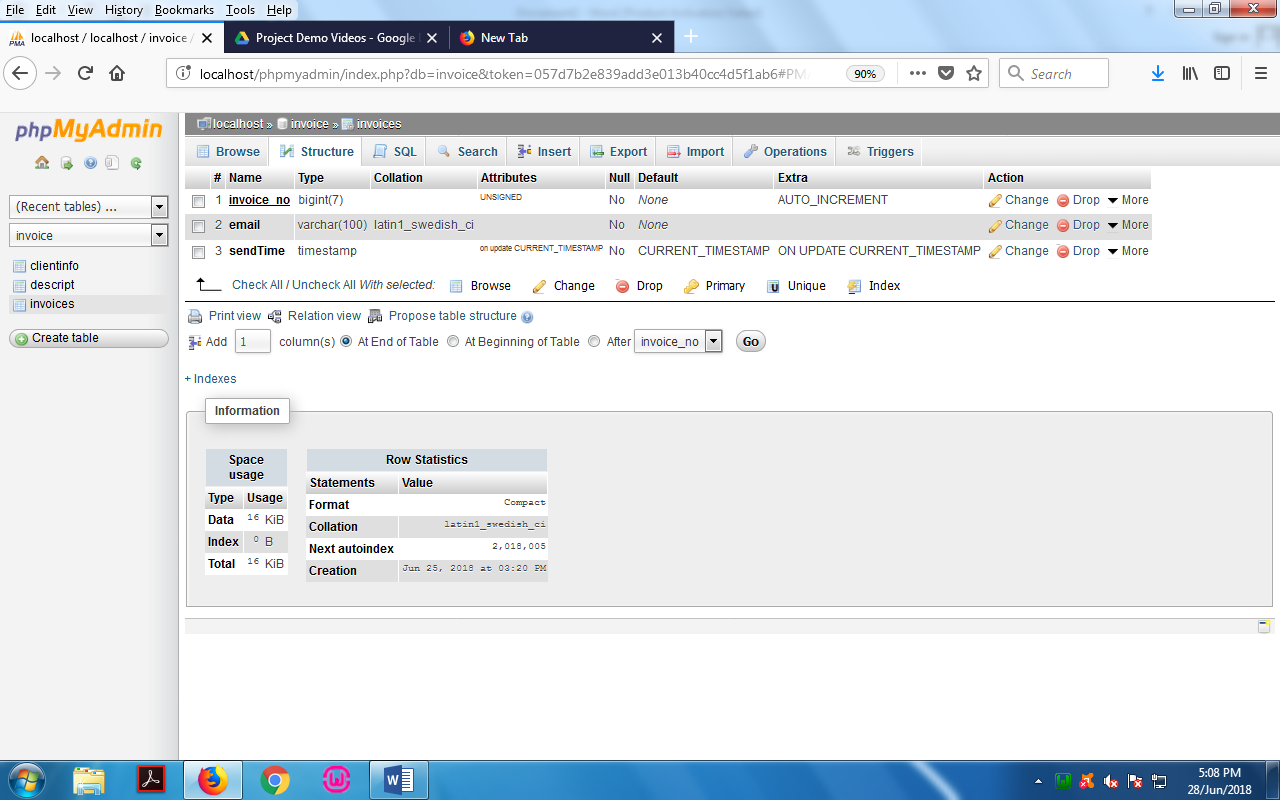 File Edit View History Bookmarks Tools Help
PMA localhost / localhost / invoice / Project Demo Videos - Google New Tab
localhost/phpmyadmin/index.php?db=invoice&token=057d7b2e839add3e013b40cc4d5f1ab6#PM 90% Search
phpMyAdmin
(Recent tables) ...
invoice
clientinfo
descript
invoices
Create table
localhost » invoice » invoices
Browse Structure SQL Search Insert Export Import Operations Triggers
# Name Type Collation Attributes Null Default Extra Action
1 invoice_no bigint(7) UNSIGNED No None AUTO_INCREMENT Change Drop More
2 email varchar(100) latin1_swedish_ci No None Change Drop More
3 sendTime timestamp on update CURRENT_TIMESTAMP No CURRENT_TIMESTAMP ON UPDATE CURRENT_TIMESTAMP Change Drop More
Check All / Uncheck All With selected: Browse Change Drop Primary Unique Index
Print view Relation view Propose table structure
Add 1 column(s) At End of Table At Beginning of Table After invoice_no Go
+ Indexes
Information
Space usage
Type Usage
Data 16 KiB
Index 0 B
Total 16 KiB
Row Statistics
Statements Value
Format Compact
Collation latin1_swedish_ci
Next autoindex 2,018,005
Creation Jun 25, 2018 at 03:20 PM
5:08 PM
28/Jun/2018